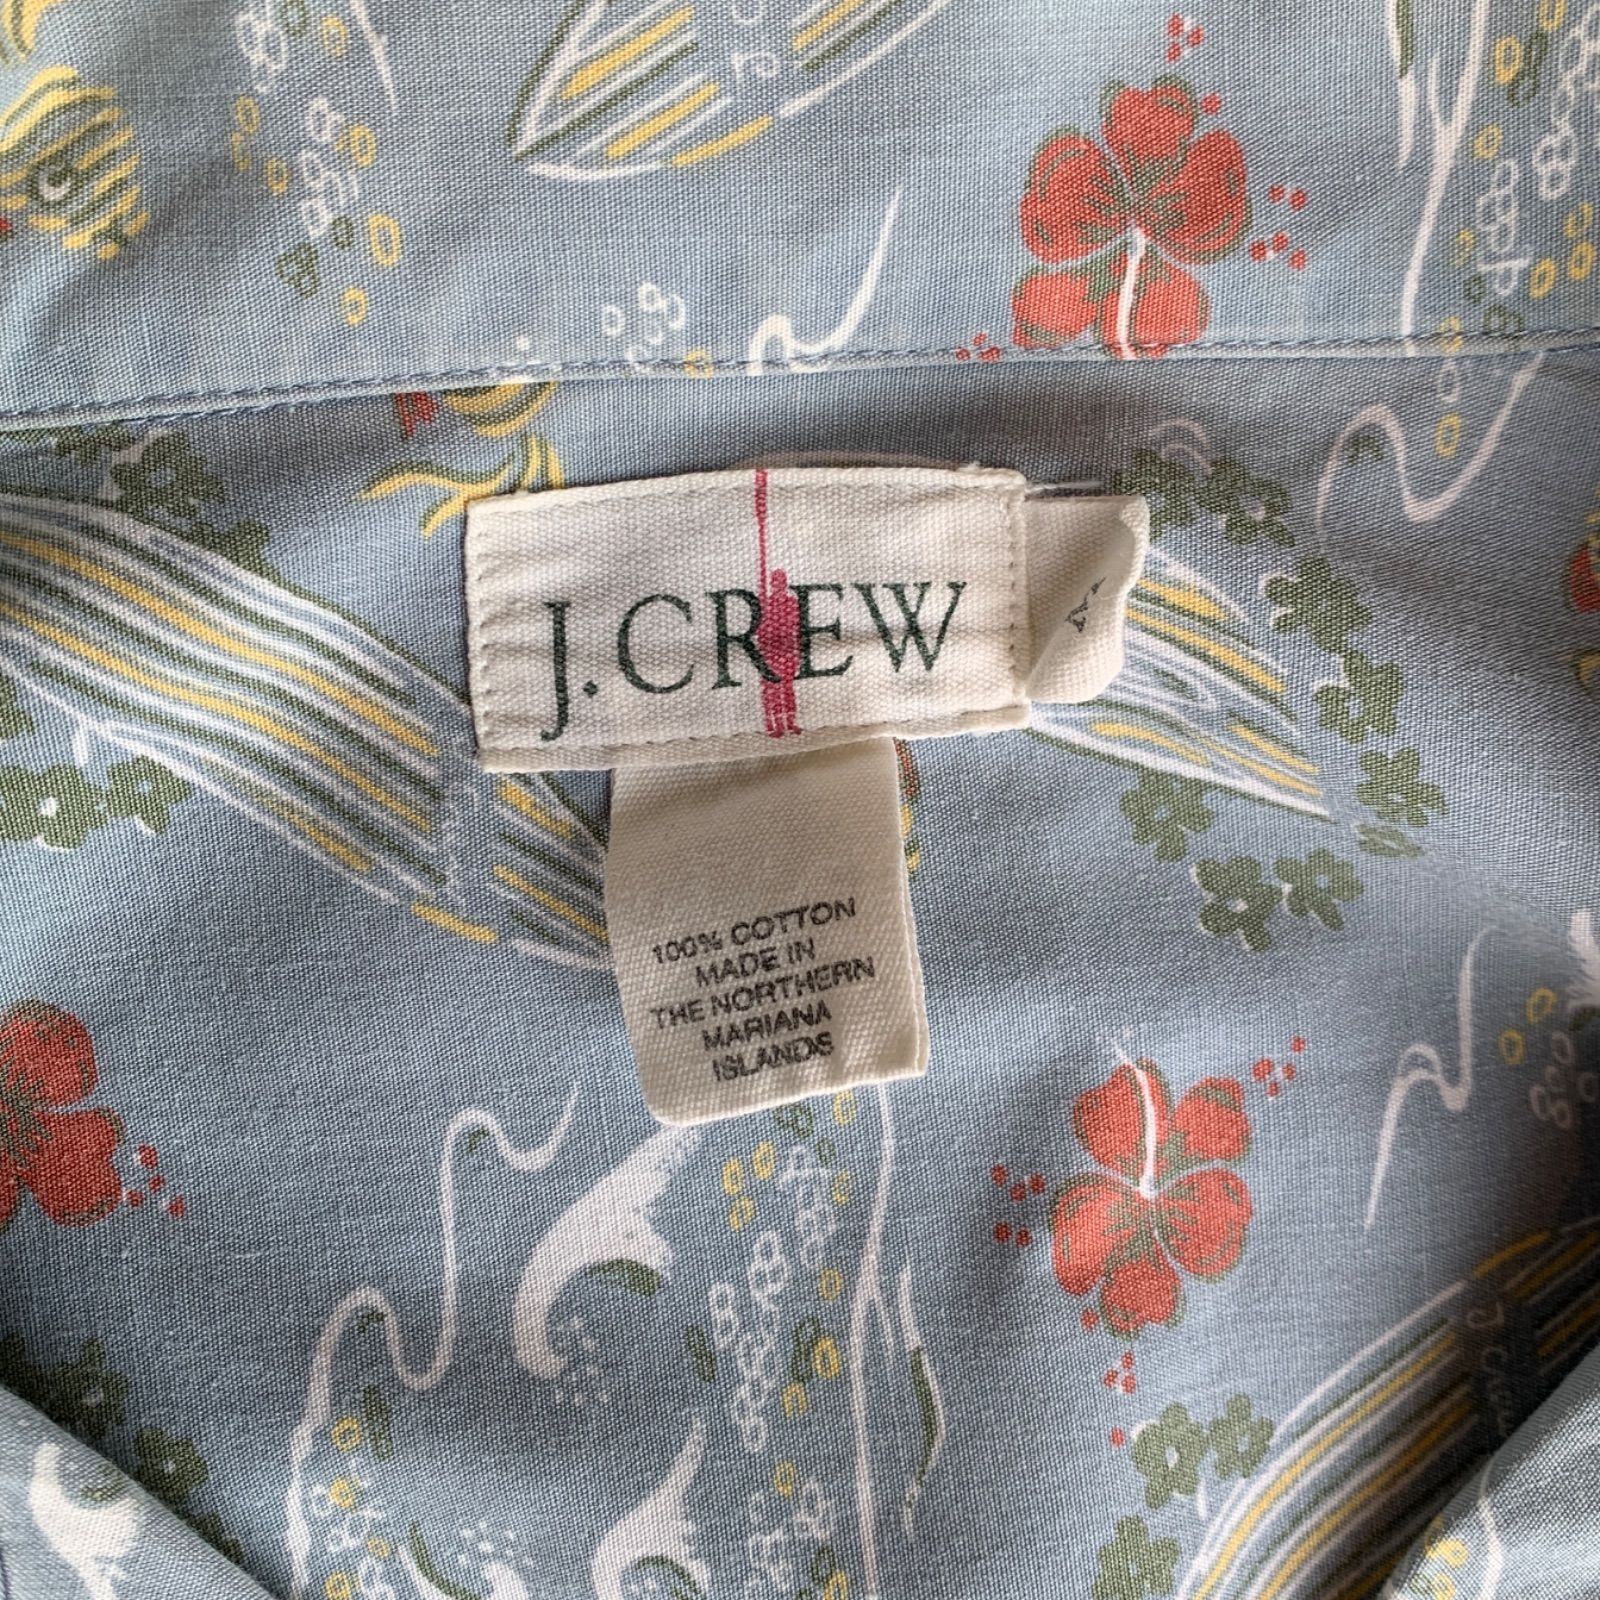 J.CREW
100% COTTON
MADE IN
THE NORTHERN
MARIANA
ISLANDS